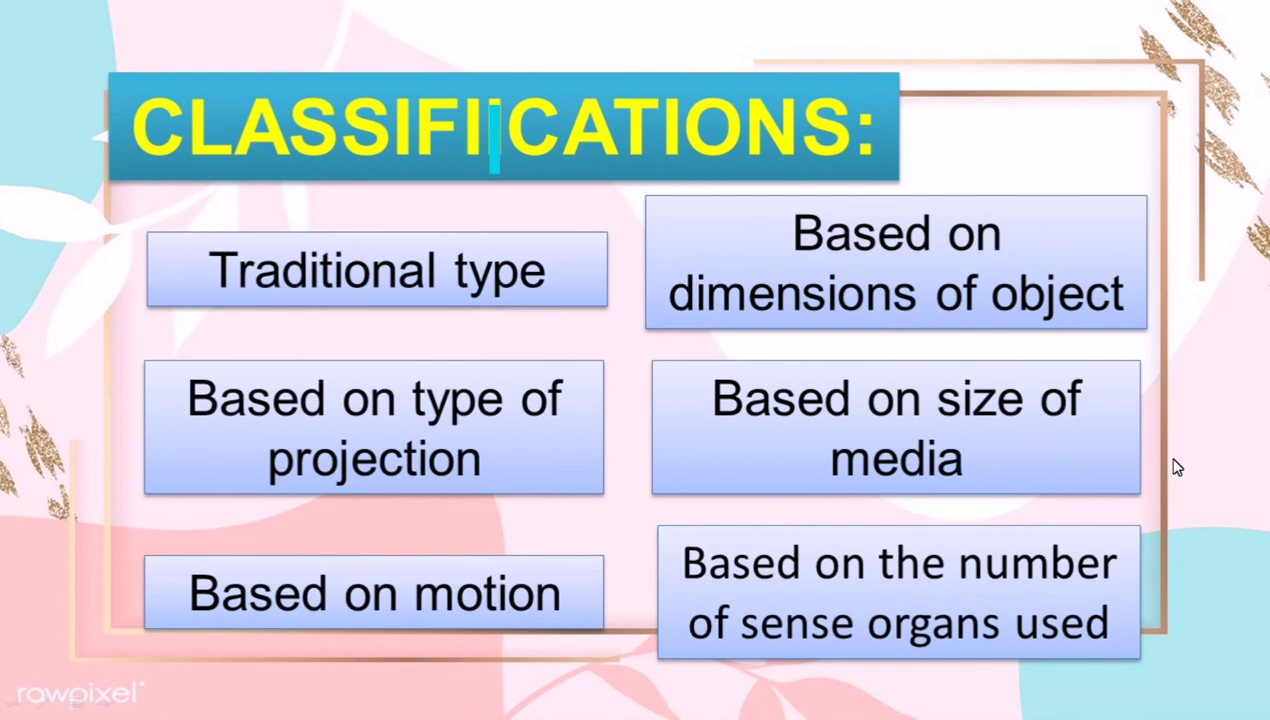 CLASSIFICATIONS:
Traditional type
Based on
dimensions of object
Based on type of
projection
Based on size of
media
Based on motion
Based on the number
of sense organs used
rawpixel